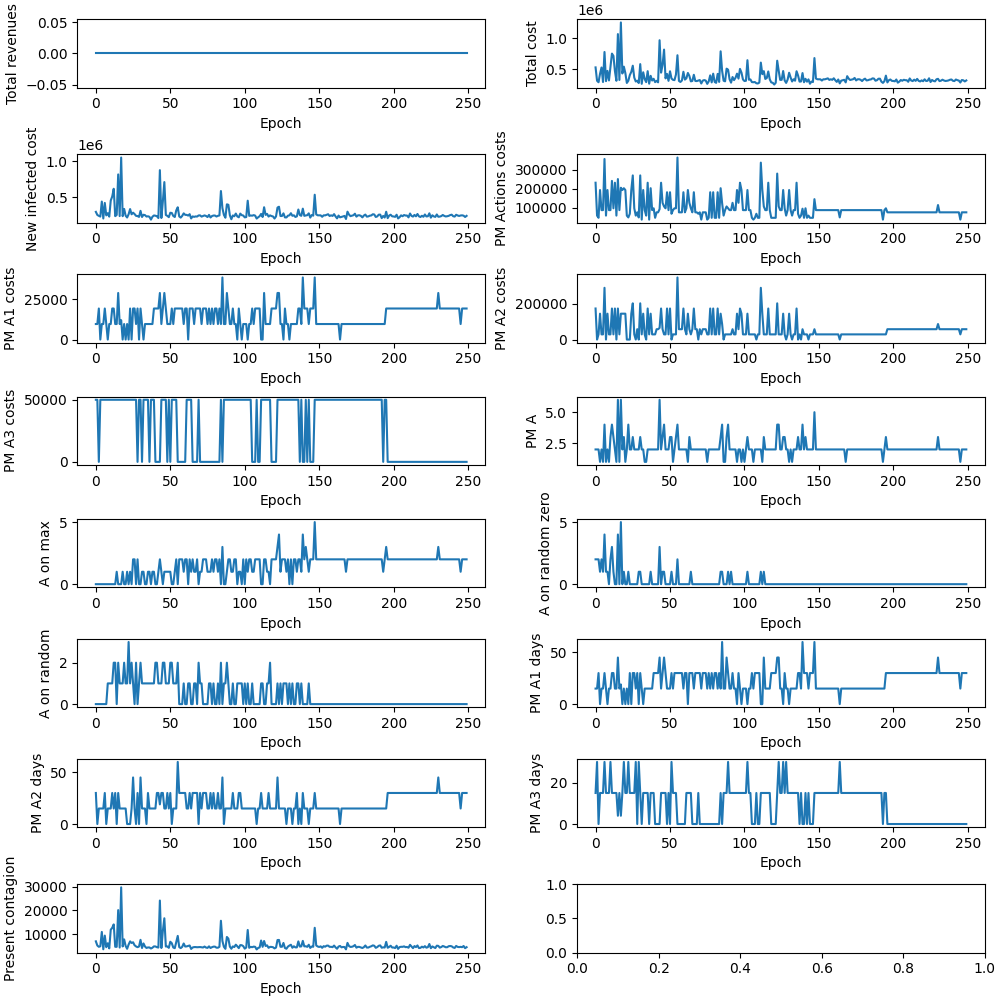 Total revenues
0.05
0.00
−0.05
0 50 100 150 200 250
Epoch
Total cost
1e6
1.0
0.5
0 50 100 150 200 250
Epoch
New infected cost
1e6
1.0
0.5
0 50 100 150 200 250
Epoch
PM Actions costs
300000
200000
100000
0 50 100 150 200 250
Epoch
PM A1 costs
25000
0
0 50 100 150 200 250
Epoch
PM A2 costs
200000
0
0 50 100 150 200 250
Epoch
PM A3 costs
50000
0
0 50 100 150 200 250
Epoch
PM A
5.0
2.5
0 50 100 150 200 250
Epoch
A on max
5
0
0 50 100 150 200 250
Epoch
A on random zero
5
0
0 50 100 150 200 250
Epoch
A on random
2
0
0 50 100 150 200 250
Epoch
PM A1 days
50
0
0 50 100 150 200 250
Epoch
PM A2 days
50
0
0 50 100 150 200 250
Epoch
PM A3 days
20
0
0 50 100 150 200 250
Epoch
Present contagion
30000
20000
10000
0 50 100 150 200 250
Epoch
1.0
0.5
0.0
0.0 0.2 0.4 0.6 0.8 1.0